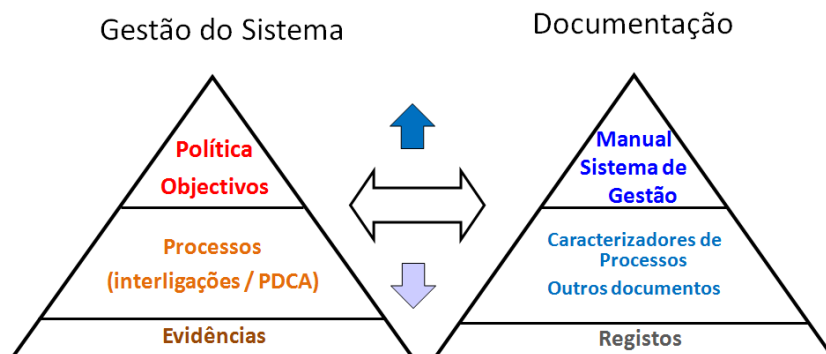 Gestão do Sistema
Política
Objectivos
Processos
(interligações / PDCA)
Evidências
Documentação
Manual
Sistema de
Gestão
Caracterizadores de
Processos
Outros documentos
Registos